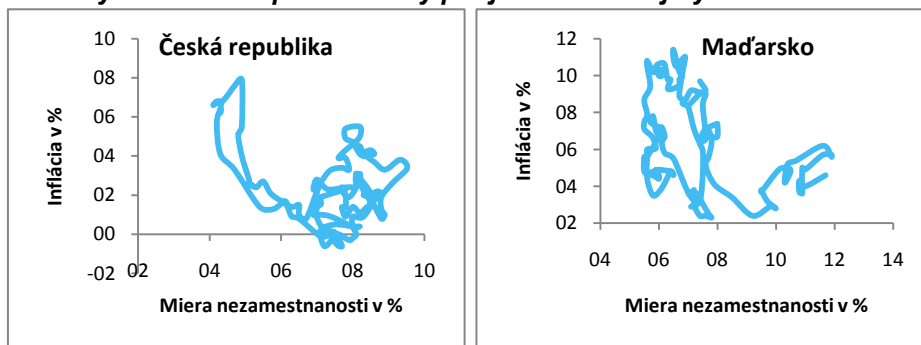 Česká republika
10
08
06
04
02
00
-02
Inflácia v %
02 04 06 08 10
Miera nezamestnanosti v %
Maďarsko
12
10
08
06
04
02
Inflácia v %
04 06 08 10 12 14
Miera nezamestnanosti v %